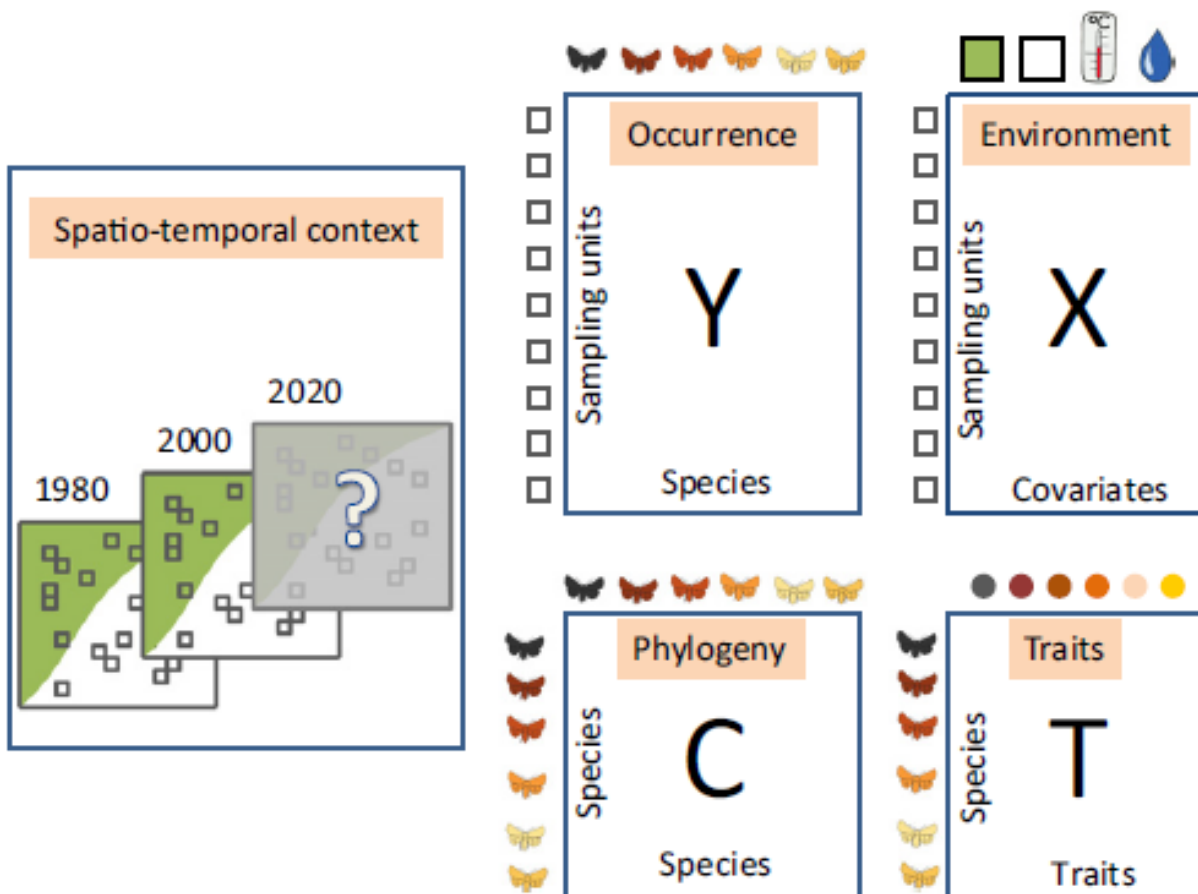 Spatio-temporal context
1980
2000
2020
?
Occurrence
Sampling units
Y
Species
°C
Environment
Sampling units
X
Covariates
Phylogeny
Species
C
Species
Traits
Species
T
Traits